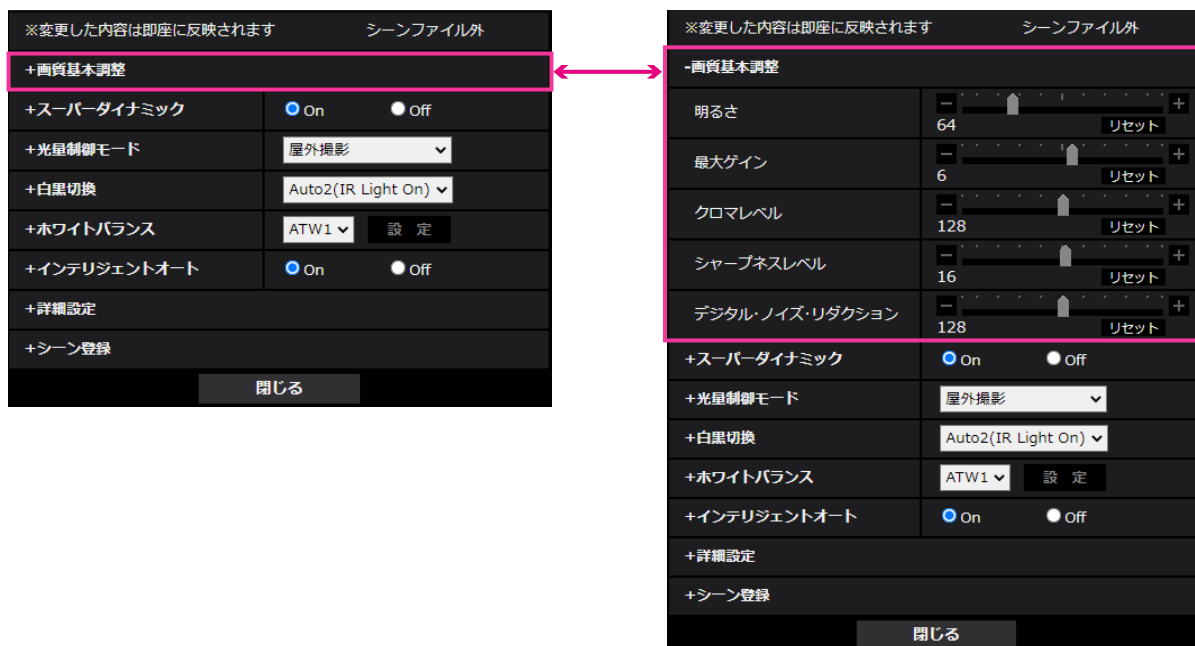 ※変更した内容は即座に反映されます シーンファイル外
+画質基本調整
+スーパーダイナミック On Off
+光量制御モード 屋外撮影
+白黒切換 Auto2(IR Light On)
+ホワイトバランス ATW1 設 定
+インテリジェントオート On Off
+詳細設定
+シーン登録
閉じる
※変更した内容は即座に反映されます シーンファイル外
-画質基本調整
明るさ
64 リセット
最大ゲイン
6 リセット
クロマレベル
128 リセット
シャープネスレベル
16 リセット
デジタル・ノイズ・リダクション
128 リセット
+スーパーダイナミック On Off
+光量制御モード 屋外撮影
+白黒切換 Auto2(IR Light On)
+ホワイトバランス ATW1 設 定
+インテリジェントオート On Off
+詳細設定
+シーン登録
閉じる